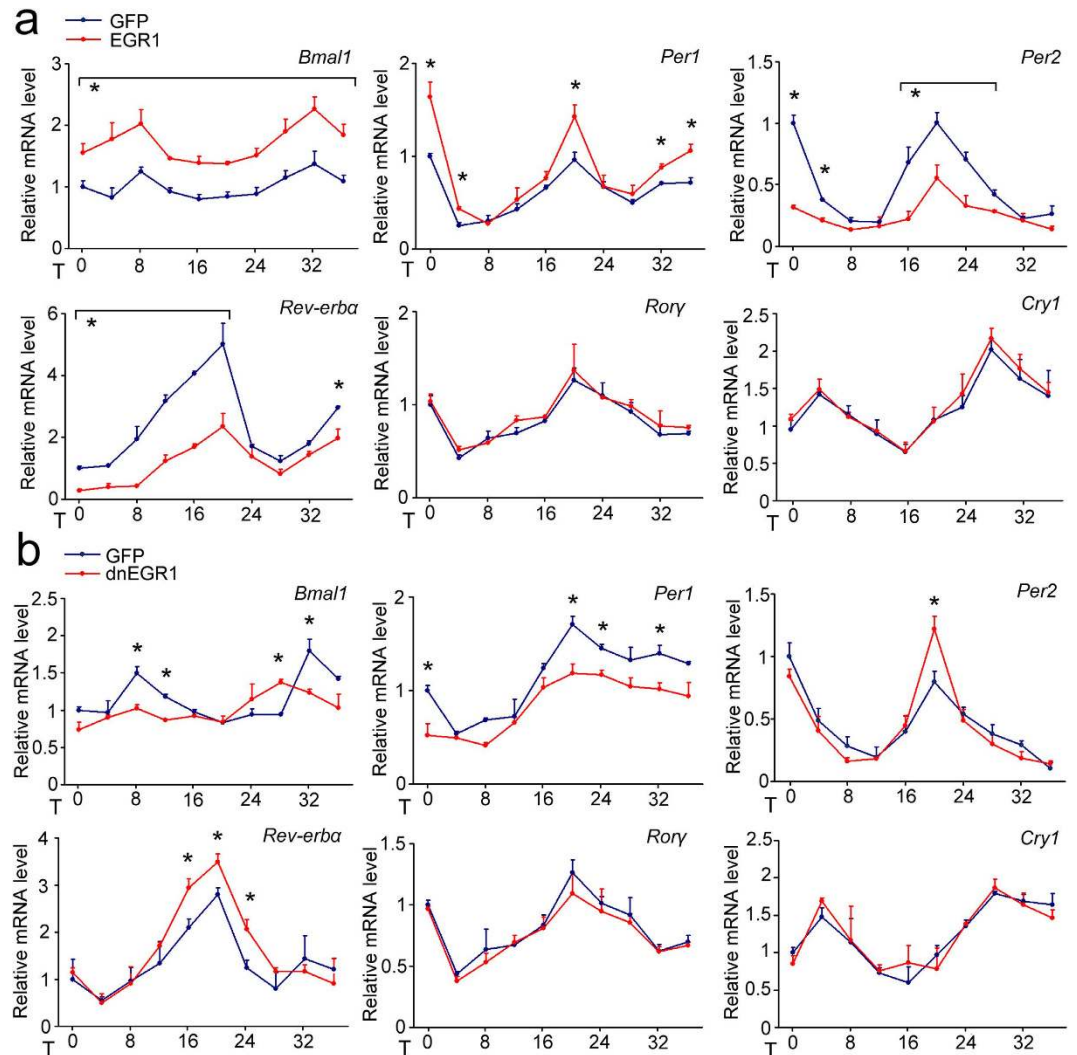 a
GFP
EGR1
Bmal1
Relative mRNA level
3
2
1
0
T 0 8 16 24 32
*
Per1
Relative mRNA level
2
1
0
T 0 8 16 24 32
* * * * *
Per2
Relative mRNA level
1.5
1
0.5
0
T 0 8 16 24 32
* * *
Rev-erbα
Relative mRNA level
6
4
2
0
T 0 8 16 24 32
* *
Rorγ
Relative mRNA level
2
1
0
T 0 8 16 24 32
Cry1
Relative mRNA level
2.5
2
1.5
1
0.5
0
T 0 8 16 24 32
b
GFP
dnEGR1
Bmal1
Relative mRNA level
2.5
2
1.5
1
0.5
0
T 0 8 16 24 32
* * * *
Per1
Relative mRNA level
2
1
0
T 0 8 16 24 32
* * * *
Per2
Relative mRNA level
1.5
1
0.5
0
T 0 8 16 24 32
*
Rev-erbα
Relative mRNA level
4
3
2
1
0
T 0 8 16 24 32
* * *
Rorγ
Relative mRNA level
1.5
1
0.5
0
T 0 8 16 24 32
Cry1
Relative mRNA level
2.5
2
1.5
1
0.5
0
T 0 8 16 24 32